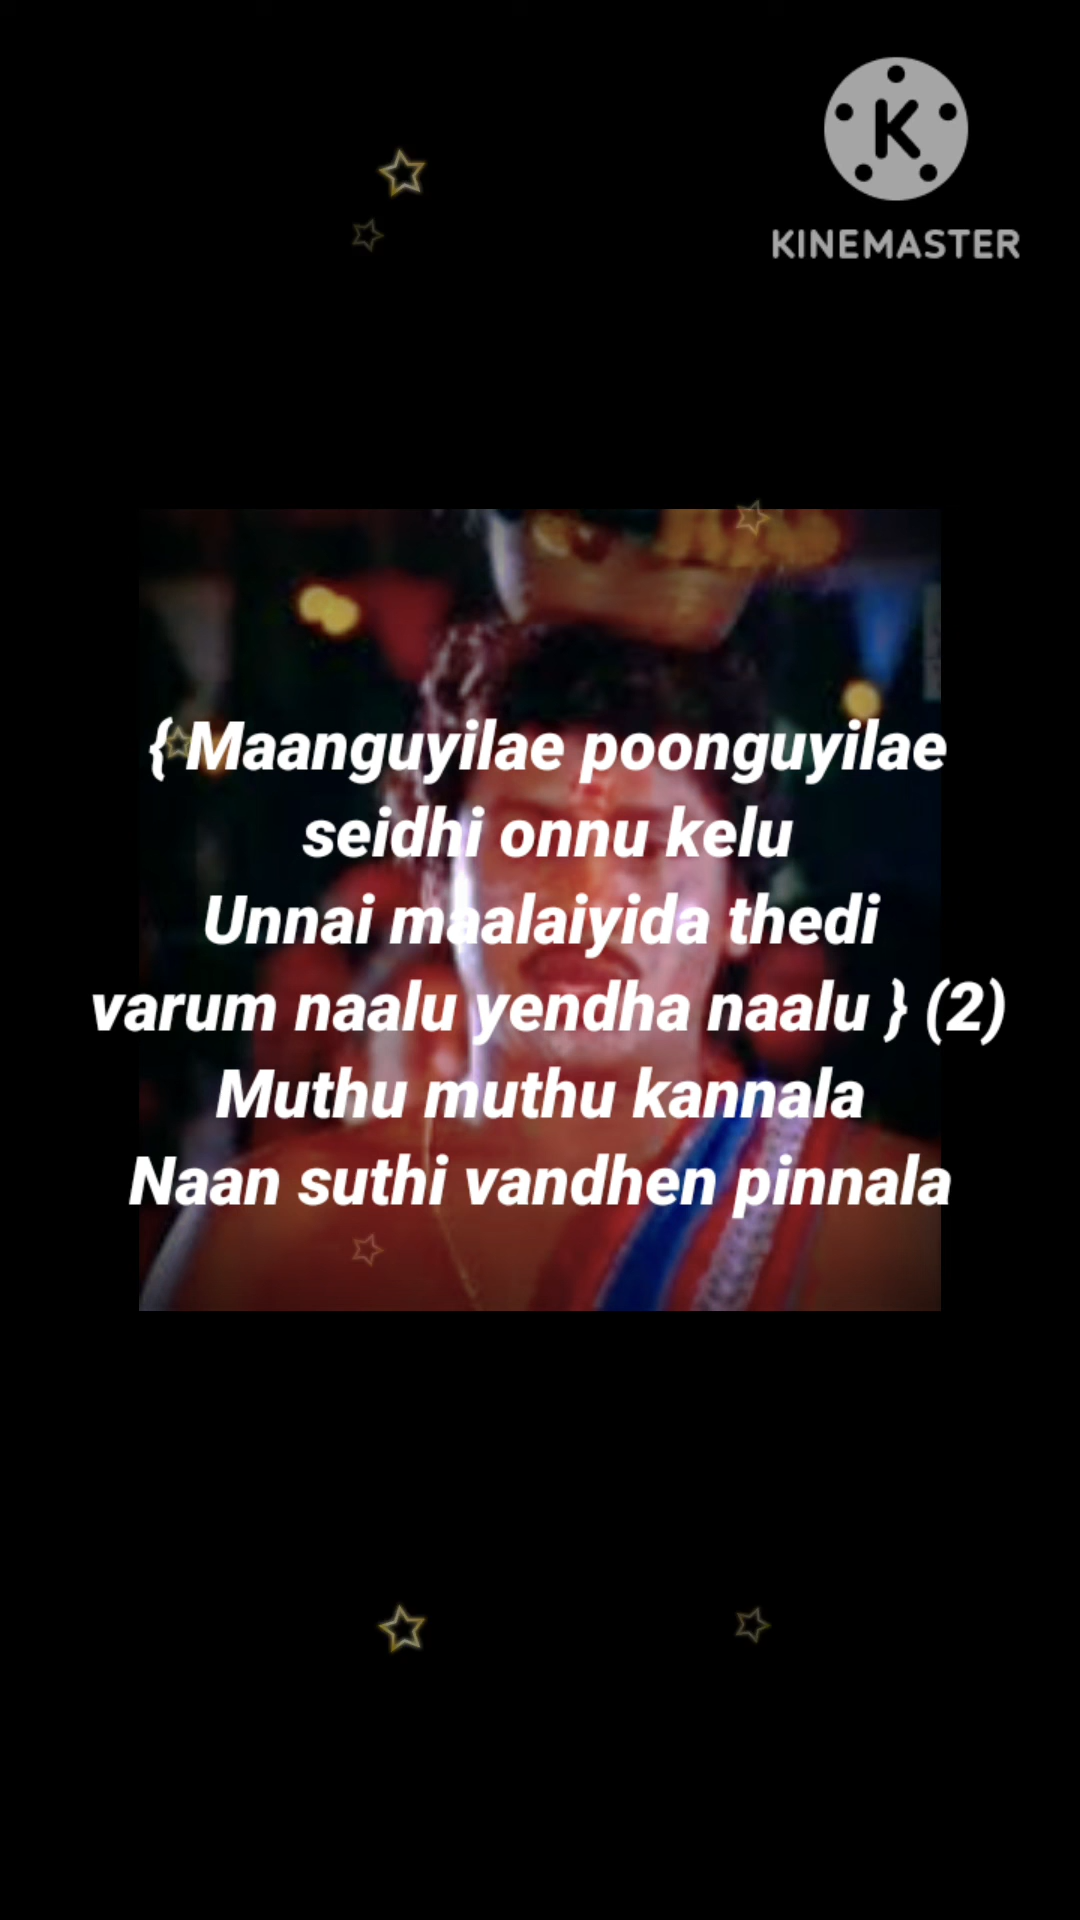 KINEMASTER
{ Maanguyilae poonguyilae
seidhi onnu kelu
Unnai maalaiyida thedi
varum naalu yendha naalu } (2)
Muthu muthu kannala
Naan suthi vandhen pinnala